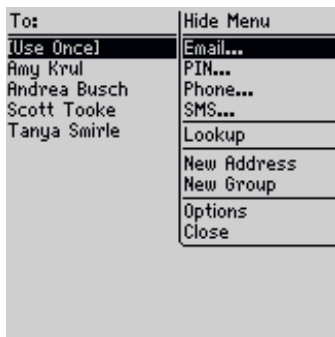 To:
[Use Once]
Amy Krul
Andrea Busch
Scott Tooke
Tanya Smirle
Hide Menu
Email...
PIN...
Phone...
SMS...
Lookup
New Address
New Group
Options
Close